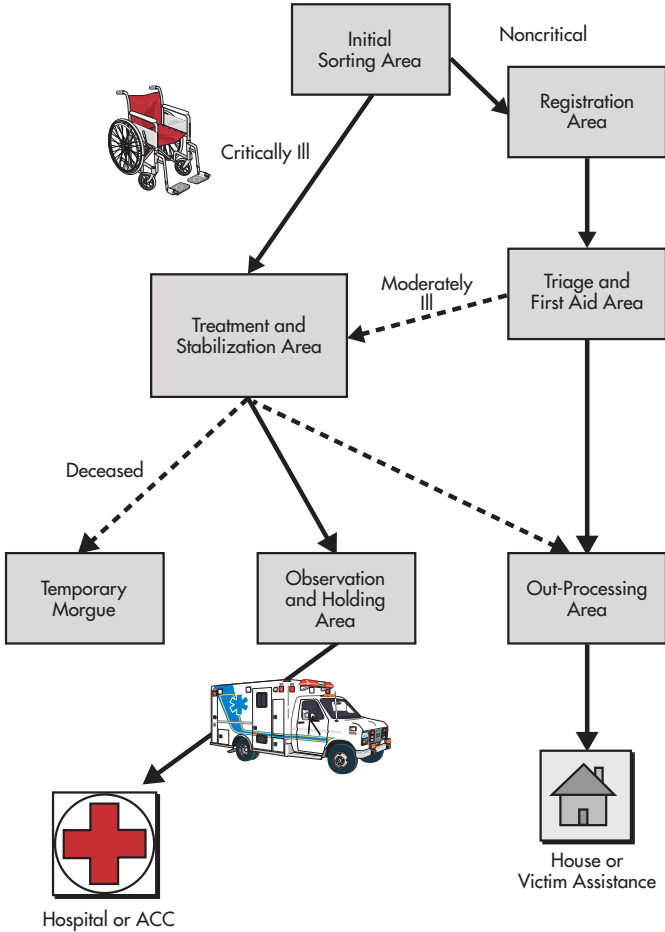 Initial
Sorting Area
Noncritical
Registration
Area
Critically Ill
Moderately
Ill
Triage and
First Aid Area
Treatment and
Stabilization Area
Deceased
Temporary
Morgue
Observation
and Holding
Area
Out-Processing
Area
House or
Victim Assistance
Hospital or ACC